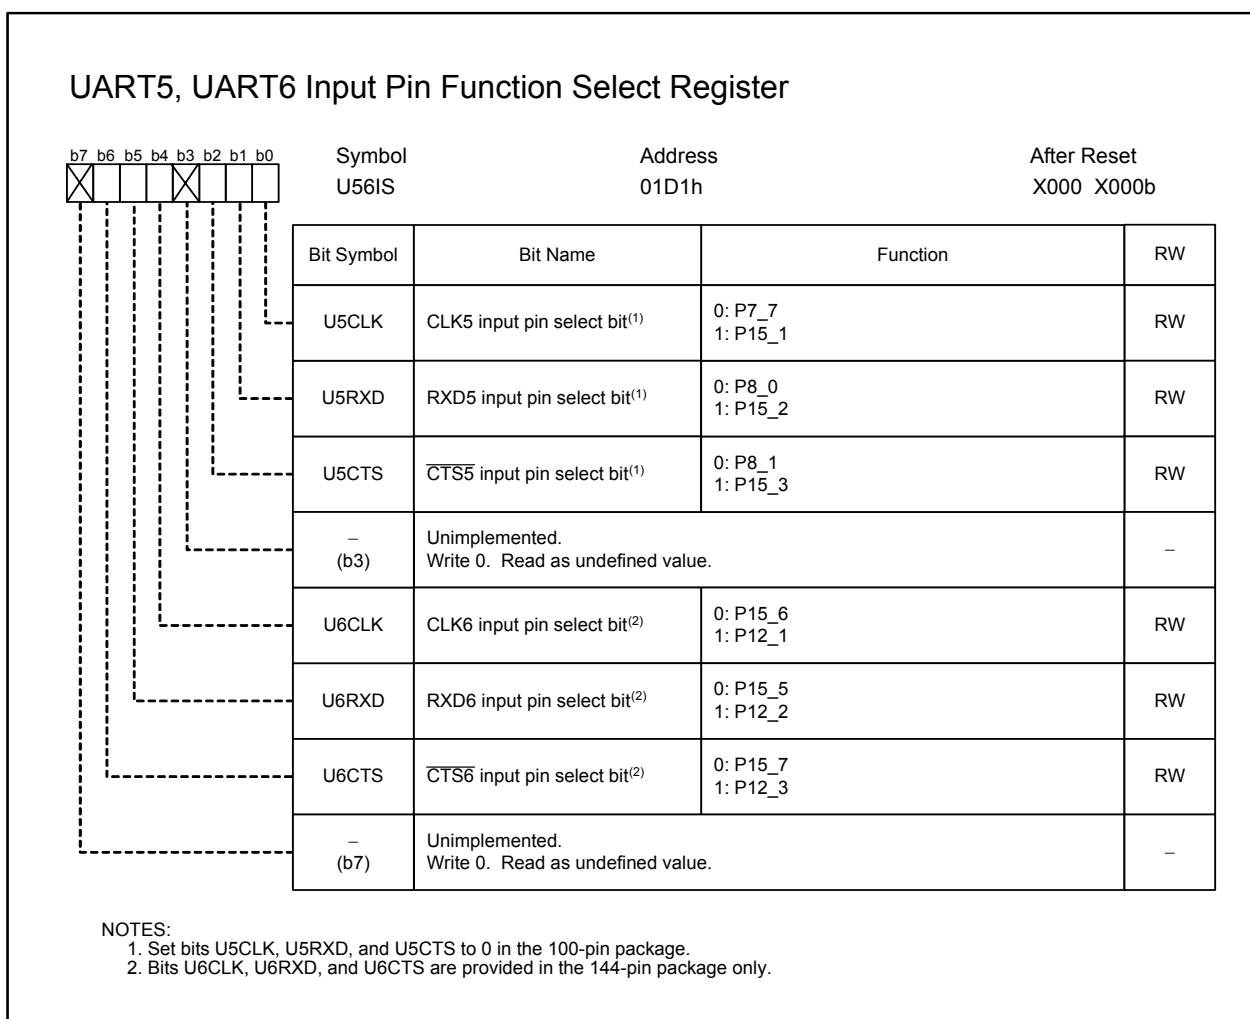 UART5, UART6 Input Pin Function Select Register
b7 b6 b5 b4 b3 b2 b1 b0
Symbol Address After Reset
U56IS 01D1h X000 X000b
Bit Symbol Bit Name Function RW
U5CLK CLK5 input pin select bit(1) 0: P7_7 RW
1: P15_1
U5RXD RXD5 input pin select bit(1) 0: P8_0 RW
1: P15_2
U5CTS CTS5 input pin select bit(1) 0: P8_1 RW
1: P15_3
– Unimplemented. –
(b3) Write 0. Read as undefined value.
U6CLK CLK6 input pin select bit(2) 0: P15_6 RW
1: P12_1
U6RXD RXD6 input pin select bit(2) 0: P15_5 RW
1: P12_2
U6CTS CTS6 input pin select bit(2) 0: P15_7 RW
1: P12_3
– Unimplemented. –
(b7) Write 0. Read as undefined value.
NOTES:
1. Set bits U5CLK, U5RXD, and U5CTS to 0 in the 100-pin package.
2. Bits U6CLK, U6RXD, and U6CTS are provided in the 144-pin package only.